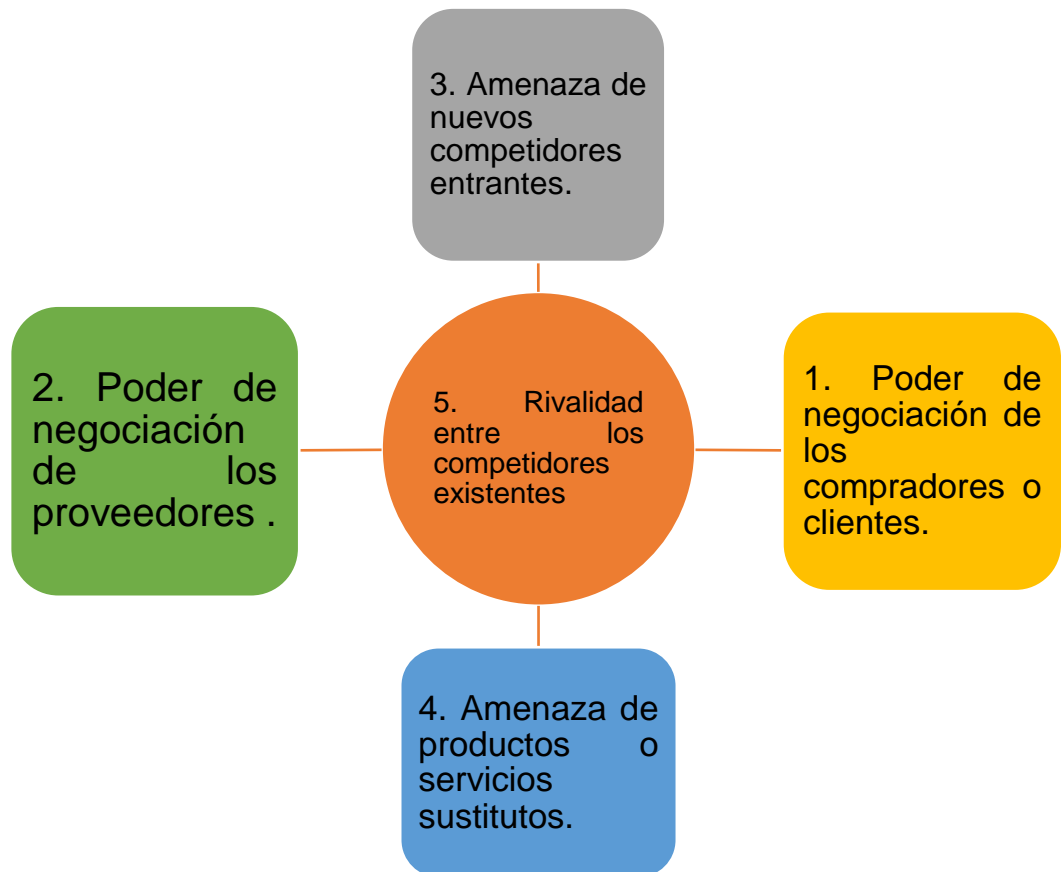 3. Amenaza de
nuevos
competidores
entrantes.
2. Poder de
negociación
de los
proveedores .
5. Rivalidad
entre los
competidores
existentes
1. Poder de
negociación de
los
compradores o
clientes.
4. Amenaza de
productos o
servicios
sustitutos.